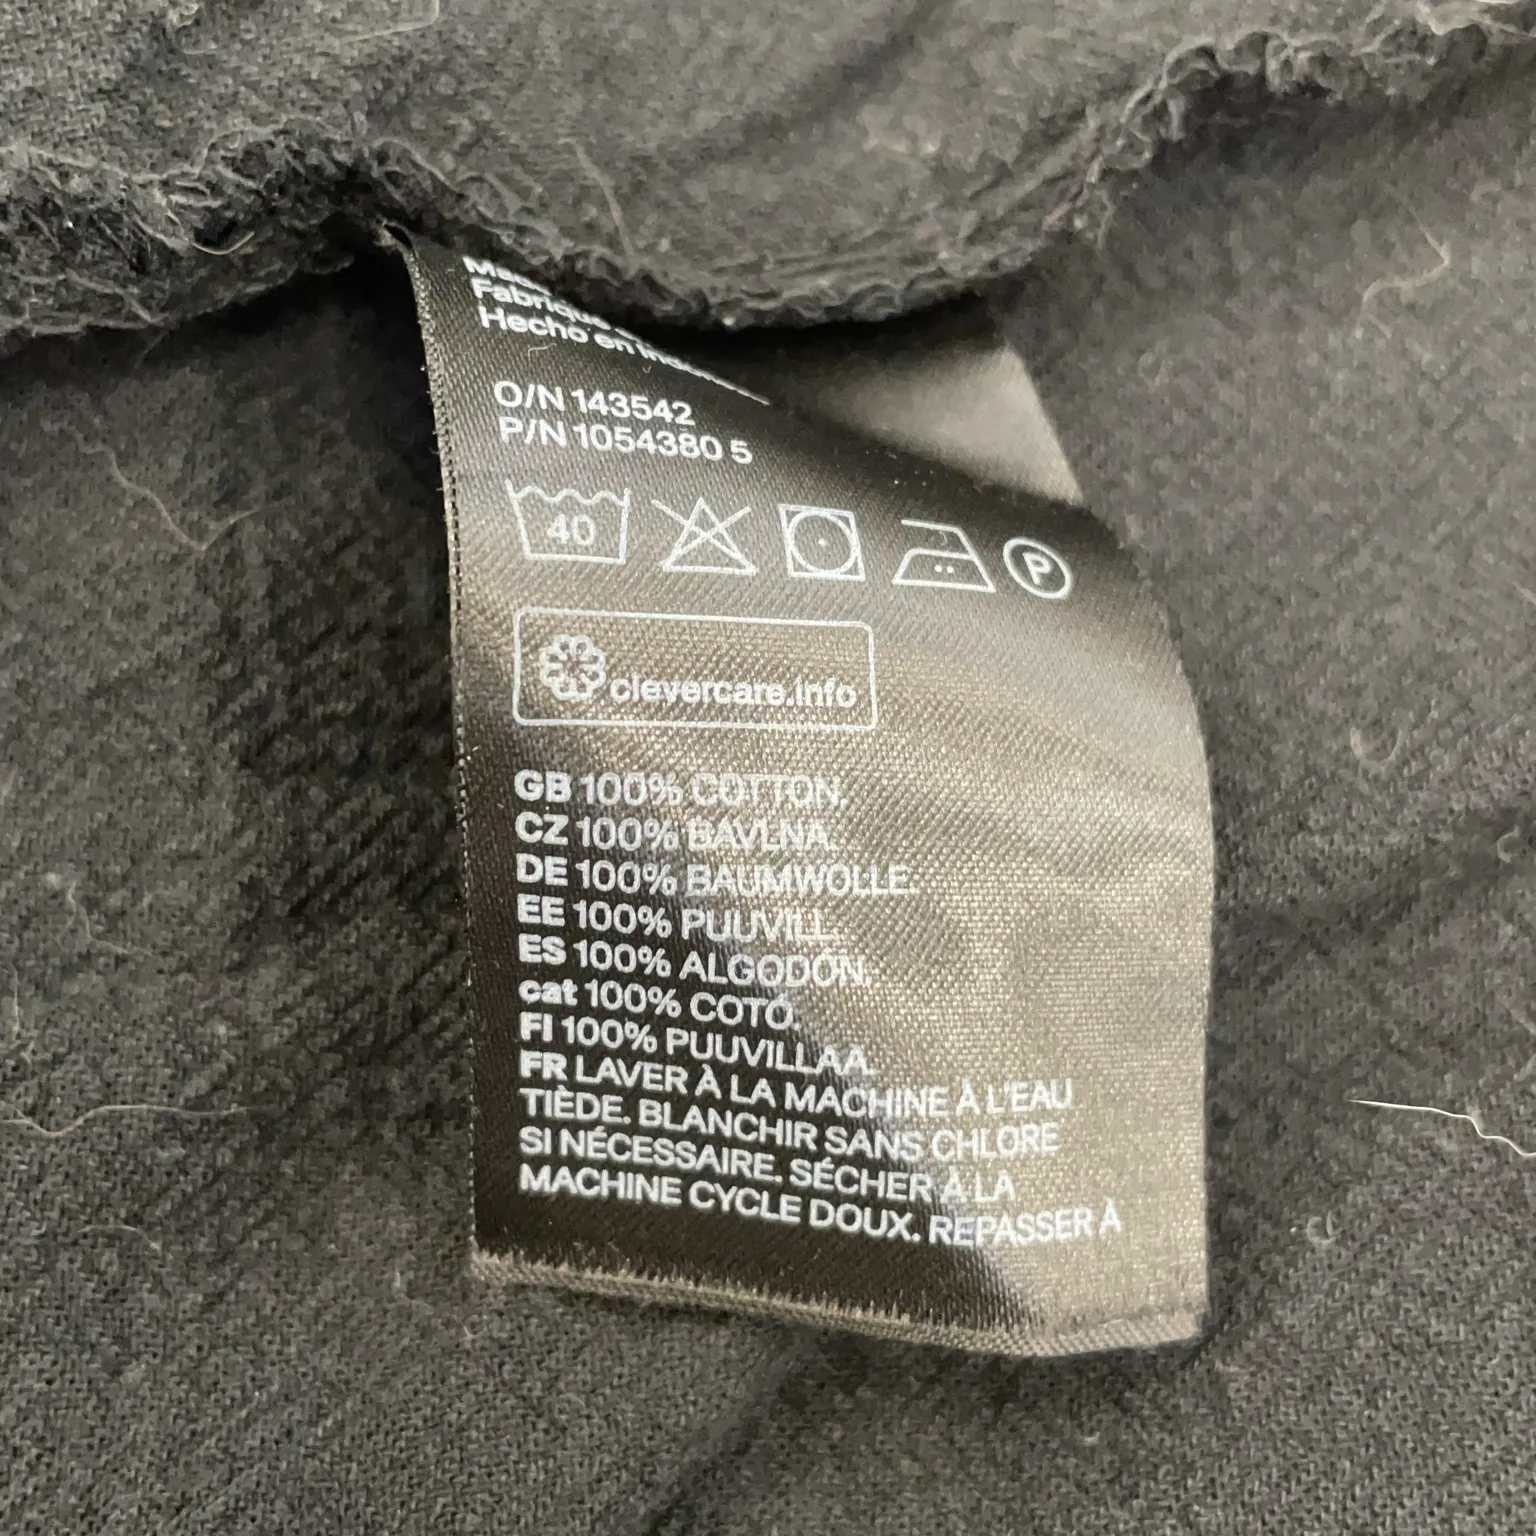 Fabriqué
Hecho en
O/N 143542
P/N 1054380 5
40
P
clevercare.info
GB 100% COTTON.
CZ 100% BAVLNA.
DE 100% BAUMWOLLE.
EE 100% PUUVILL.
ES 100% ALGODÓN.
cat 100% COTÓ.
FI 100% PUUVILLAA.
FR LAVER À LA MACHINE À L'EAU
TIÈDE. BLANCHIR SANS CHLORE
SI NÉCESSAIRE. SÉCHER À LA
MACHINE CYCLE DOUX. REPASSER À